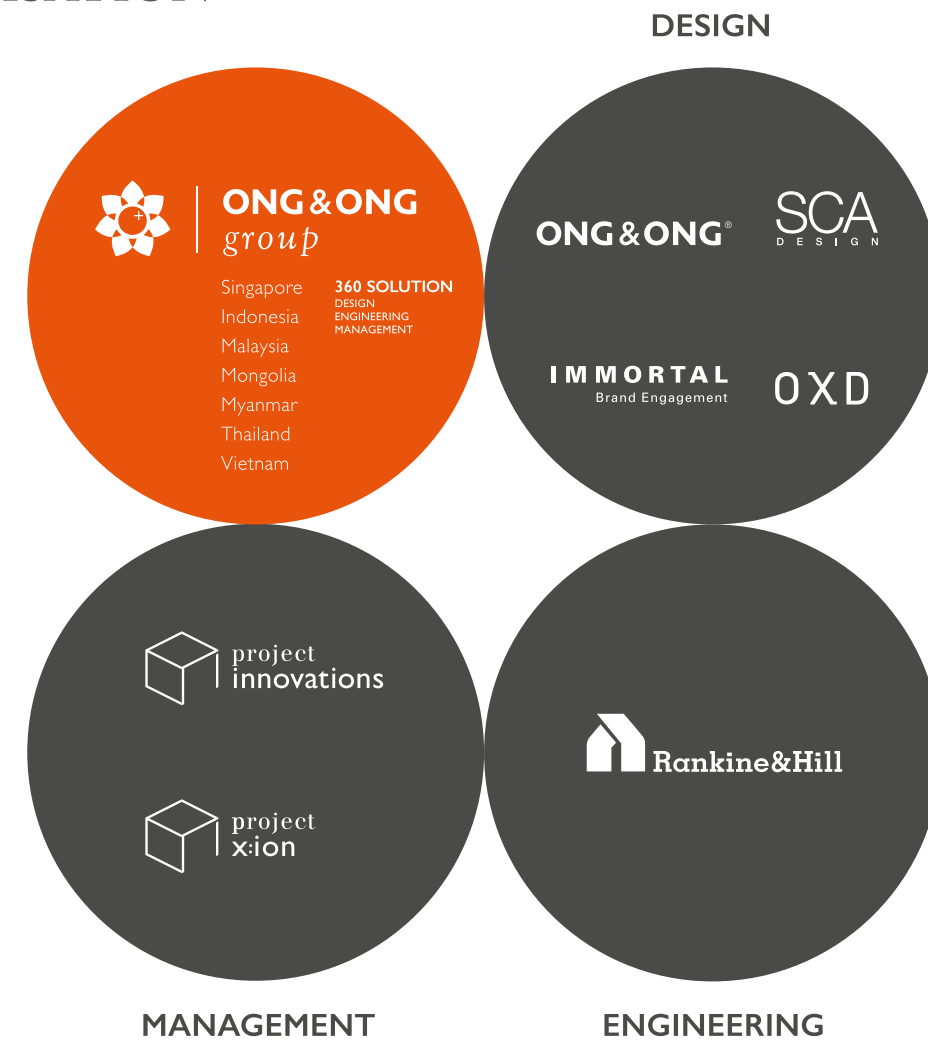 DESIGN
ONG&ONG
group
Singapore
Indonesia
Malaysia
Mongolia
Myanmar
Thailand
Vietnam
360 SOLUTION
DESIGN
ENGINEERING
MANAGEMENT
ONG&ONG®
SCA
DESIGN
IMMORTAL
Brand Engagement
OXD
project
innovations
project
x:ion
Rankine&Hill
MANAGEMENT
ENGINEERING